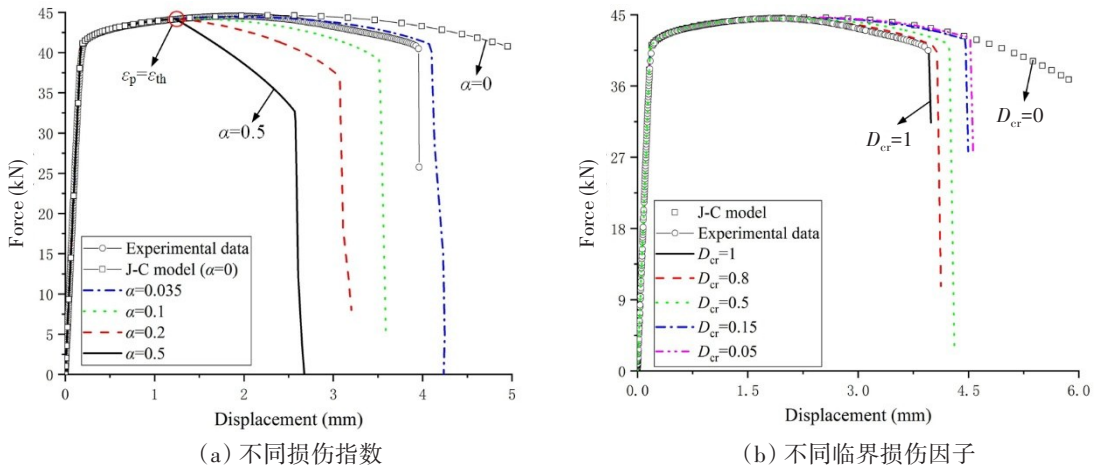 45
40
35
30
25
20
15
10
5
0
Force (kN)
0 1 2 3 4 5
Displacement (mm)
εp=εth
α=0
α=0.5
Experimental data
J-C model (α=0)
α=0.035
α=0.1
α=0.2
α=0.5
(a) 不同损伤指数
45
36
27
18
9
0
Force (kN)
0.0 1.5 3.0 4.5 6.0
Displacement (mm)
Dcr=0
Dcr=1
J-C model
Experimental data
Dcr=1
Dcr=0.8
Dcr=0.5
Dcr=0.15
Dcr=0.05
(b) 不同临界损伤因子